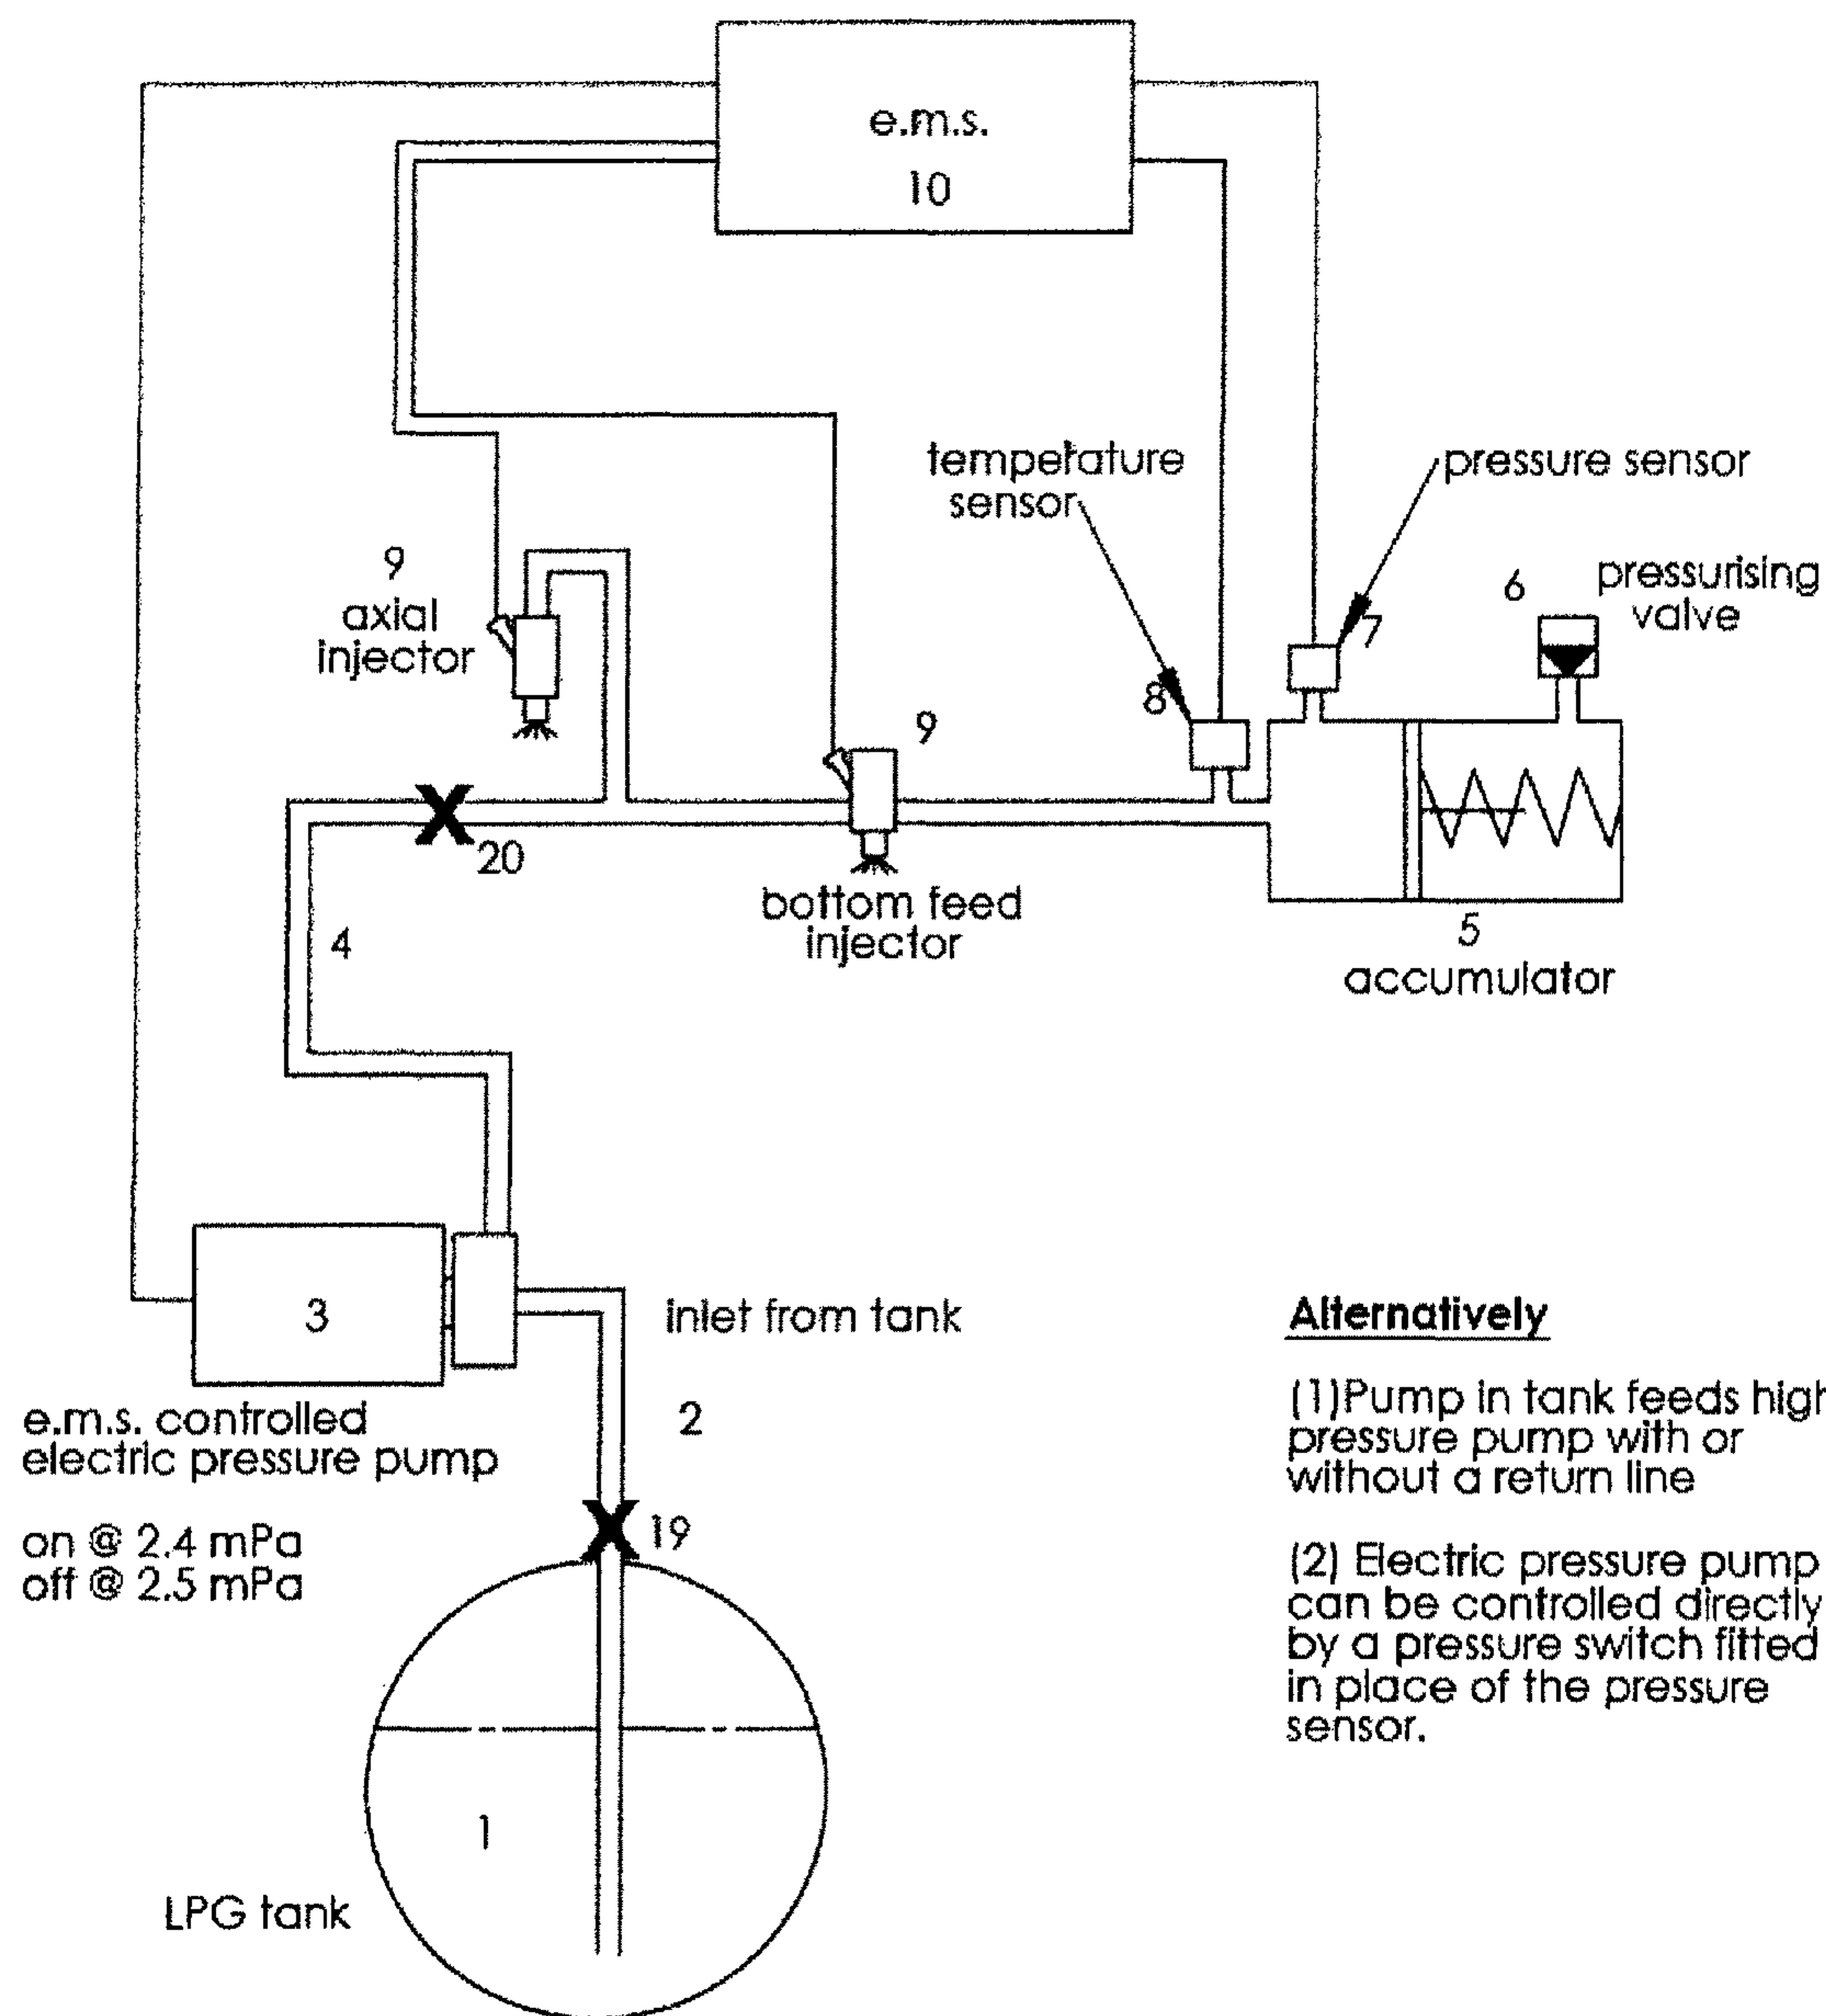 e.m.s.
10
temperature
sensor
pressure sensor
9
axial
injector
6
pressurising
valve
7
8
9
20
bottom feed
injector
4
5
accumulator
3
inlet from tank
2
e.m.s. controlled
electric pressure pump
on @ 2.4 mPa
off @ 2.5 mPa
19
1
LPG tank
Alternatively
(1)Pump in tank feeds high
pressure pump with or
without a return line
(2) Electric pressure pump
can be controlled directly
by a pressure switch fitted
in place of the pressure
sensor.